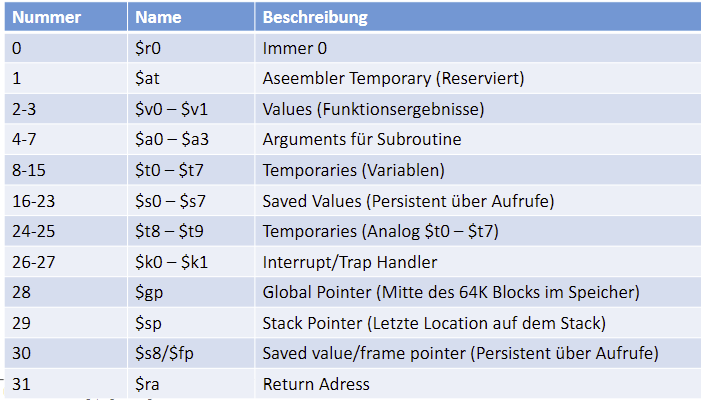 Nummer Name Beschreibung
0 $r0 Immer 0
1 $at Aseembler Temporary (Reserviert)
2-3 $v0 – $v1 Values (Funktionsergebnisse)
4-7 $a0 – $a3 Arguments für Subroutine
8-15 $t0 – $t7 Temporaries (Variablen)
16-23 $s0 – $s7 Saved Values (Persistent über Aufrufe)
24-25 $t8 – $t9 Temporaries (Analog $t0 – $t7)
26-27 $k0 – $k1 Interrupt/Trap Handler
28 $gp Global Pointer (Mitte des 64K Blocks im Speicher)
29 $sp Stack Pointer (Letzte Location auf dem Stack)
30 $s8/$fp Saved value/frame pointer (Persistent über Aufrufe)
31 $ra Return Adress